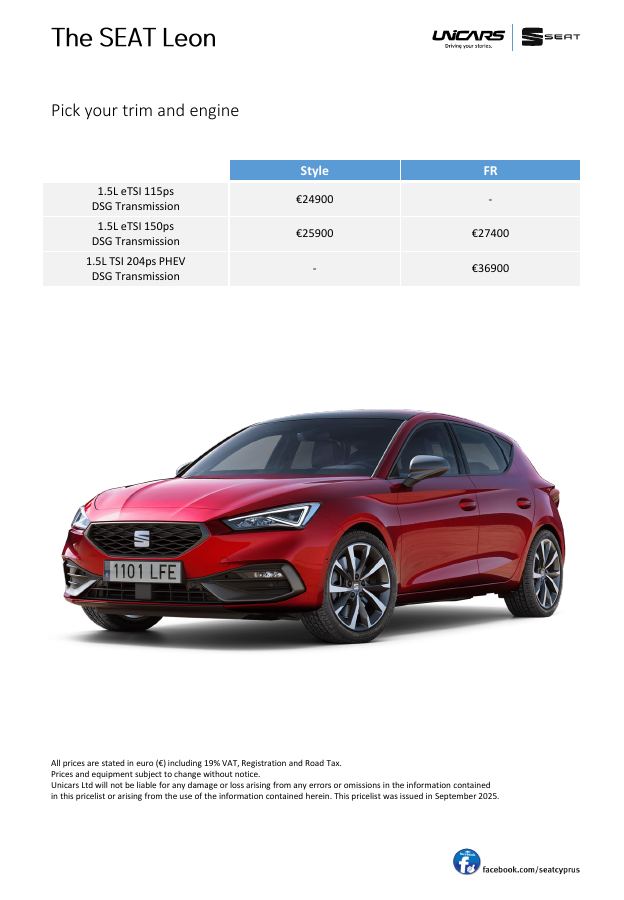 The SEAT Leon
UNICARS
Driving your stories.
SEAT
Pick your trim and engine
Style
FR
1.5L eTSI 115ps
DSG Transmission
€24900
-
1.5L eTSI 150ps
DSG Transmission
€25900
€27400
1.5L TSI 204ps PHEV
DSG Transmission
-
€36900
1101 LFE
All prices are stated in euro (€) including 19% VAT, Registration and Road Tax.
Prices and equipment subject to change without notice.
Unicars Ltd will not be liable for any damage or loss arising from any errors or omissions in the information contained
in this pricelist or arising from the use of the information contained herein. This pricelist was issued in September 2025.
facebook.com/seatcyprus